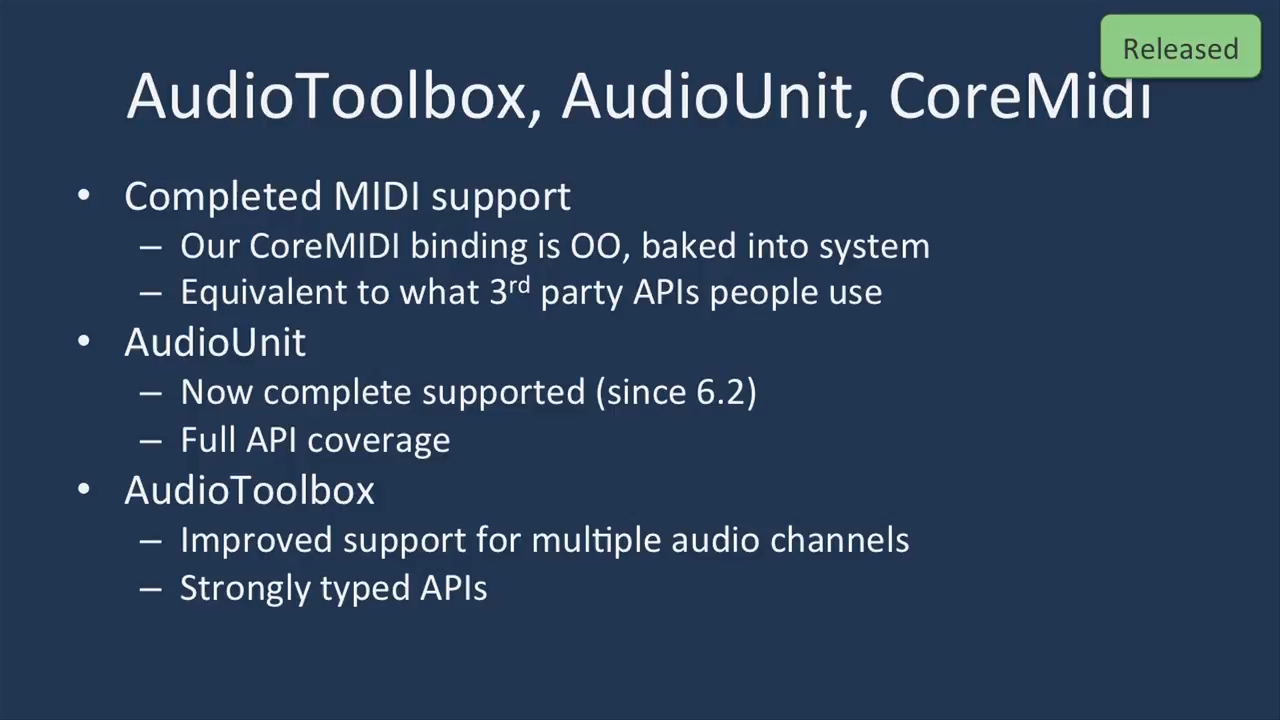 Released
AudioToolbox, AudioUnit, CoreMidi
• Completed MIDI support
– Our CoreMIDI binding is OO, baked into system
– Equivalent to what 3rd party APIs people use
• AudioUnit
– Now complete supported (since 6.2)
– Full API coverage
• AudioToolbox
– Improved support for multiple audio channels
– Strongly typed APIs